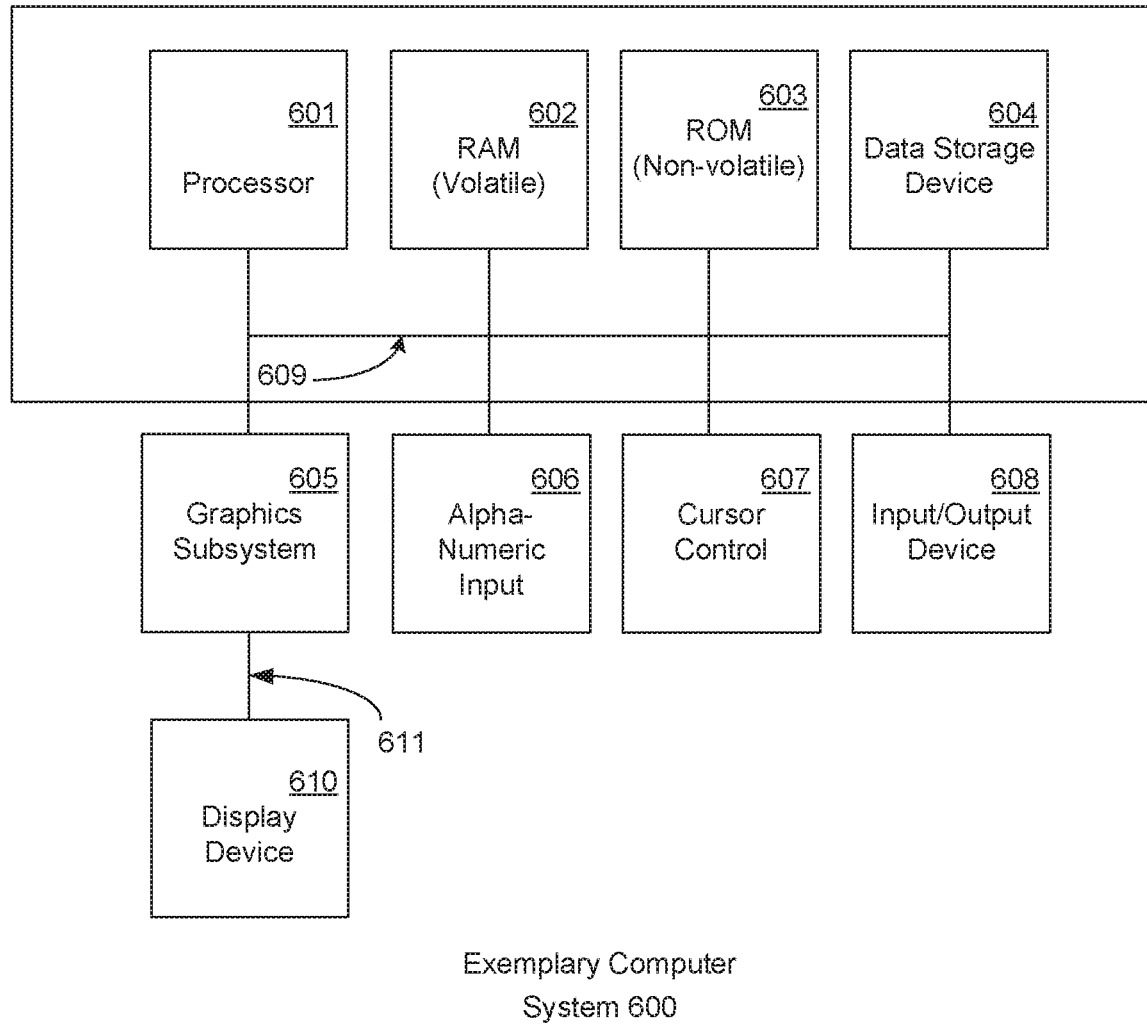 601
Processor
602
RAM
(Volatile)
603
ROM
(Non-volatile)
604
Data Storage
Device
609
605
Graphics
Subsystem
606
Alpha-
Numeric
Input
607
Cursor
Control
608
Input/Output
Device
611
610
Display
Device
Exemplary Computer
System 600